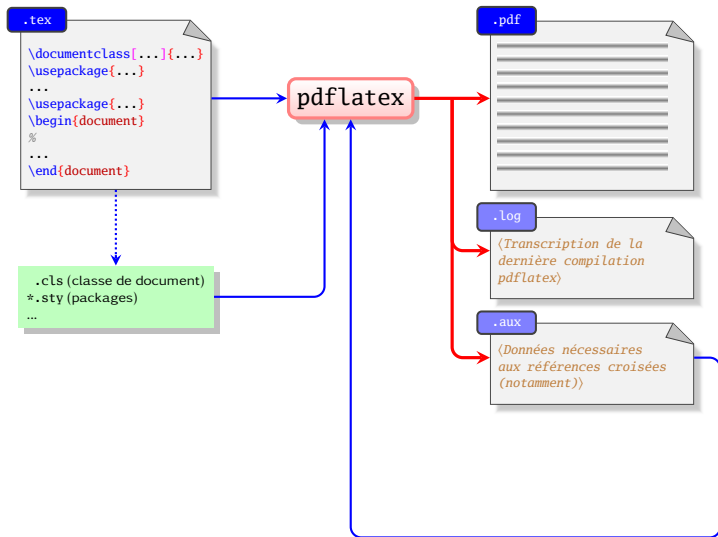 .tex
\documentclass[...]{...}
\usepackage{...}
...
\usepackage{...}
\begin{document}
%
...
\end{document}
.cls (classe de document)
*.sty (packages)
...
pdflatex
.pdf
.log
⟨Transcription de la
dernière compilation
pdflatex⟩
.aux
⟨Données nécessaires
aux références croisées
(notamment)⟩